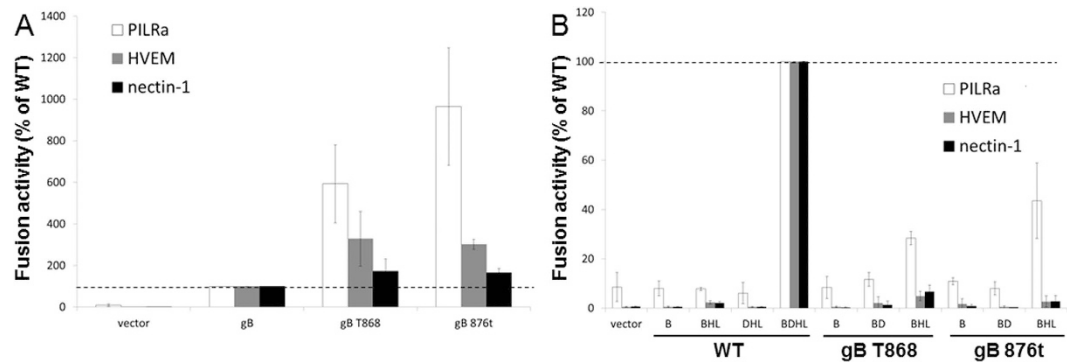 A
Fusion activity (% of WT)
1400
1200
1000
800
600
400
200
0
PILRa
HVEM
nectin-1
vector
gB
gB T868
gB 876t
B
Fusion activity (% of WT)
120
100
80
60
40
20
0
PILRa
HVEM
nectin-1
vector
B
BHL
DHL
BDHL
B
BD
BHL
B
BD
BHL
WT
gB T868
gB 876t